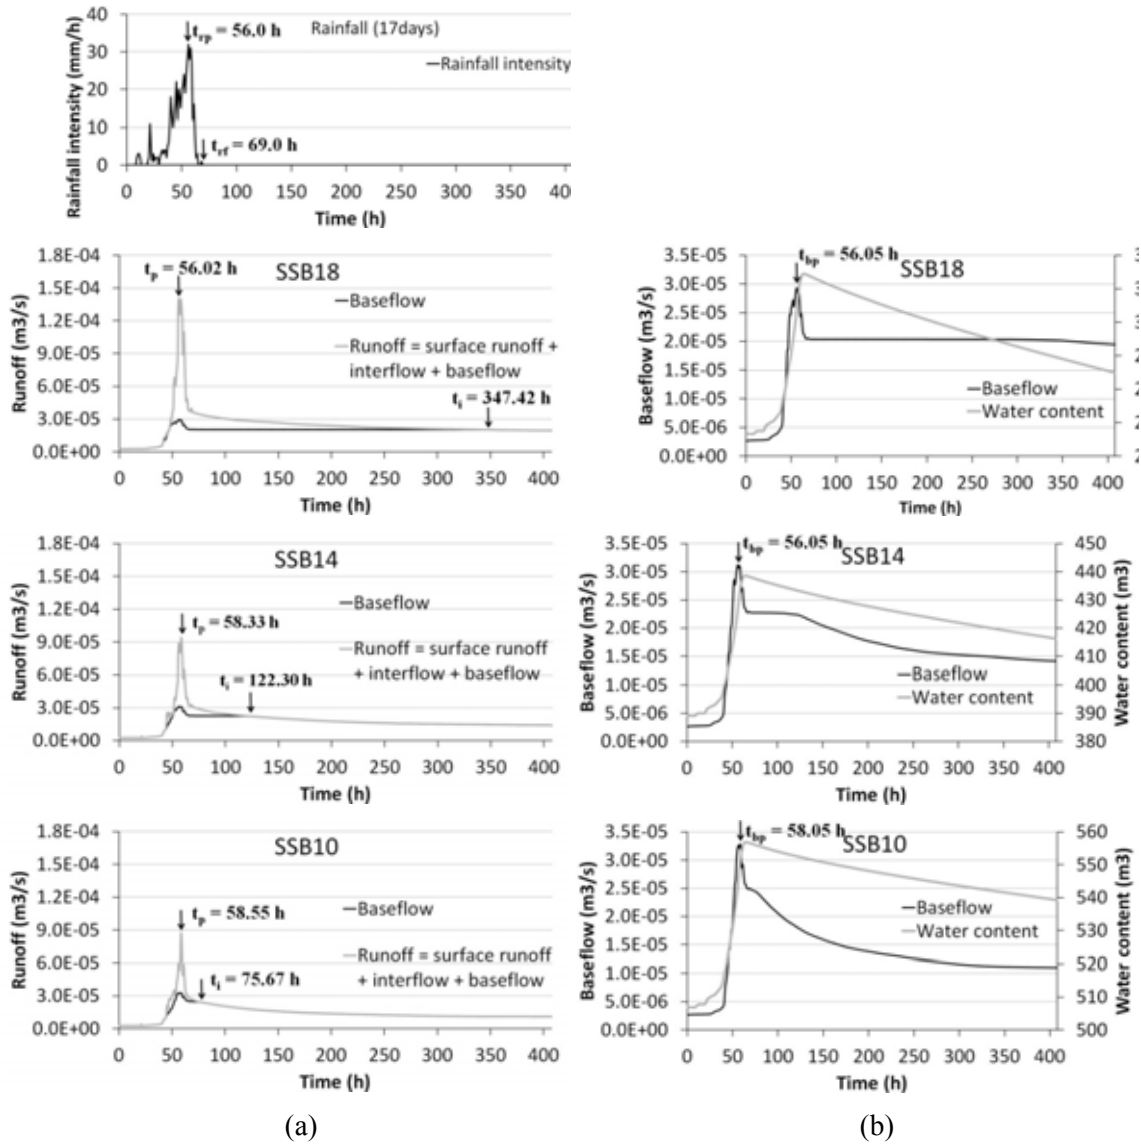 40
30
20
10
0
Rainfall intensity (mm/h)
t_rp = 56.0 h
Rainfall (17days)
Rainfall intensity
t_rf = 69.0 h
0 50 100 150 200 250 300 350 40
Time (h)
1.8E-04
1.5E-04
1.2E-04
9.0E-05
6.0E-05
3.0E-05
0.0E+00
Runoff (m3/s)
t_p = 56.02 h
SSB18
Baseflow
Runoff = surface runoff +
interflow + baseflow
t_i = 347.42 h
0 50 100 150 200 250 300 350 400
Time (h)
3.5E-05
3.0E-05
2.5E-05
2.0E-05
1.5E-05
1.0E-05
5.0E-06
0.0E+00
Baseflow (m3/s)
t_bp = 56.05 h
SSB18
Baseflow
Water content
3
3
3
2
2
2
2
0 50 100 150 200 250 300 350 400
Time (h)
1.8E-04
1.5E-04
1.2E-04
9.0E-05
6.0E-05
3.0E-05
0.0E+00
Runoff (m3/s)
SSB14
Baseflow
t_p = 58.33 h
Runoff = surface runoff
+ interflow + baseflow
t_i = 122.30 h
0 50 100 150 200 250 300 350 400
Time (h)
3.5E-05
3.0E-05
2.5E-05
2.0E-05
1.5E-05
1.0E-05
5.0E-06
0.0E+00
Baseflow (m3/s)
t_bp = 56.05 h
SSB14
Baseflow
Water content
450
440
430
420
410
400
390
380
Water content (m3)
0 50 100 150 200 250 300 350 400
Time (h)
1.8E-04
1.5E-04
1.2E-04
9.0E-05
6.0E-05
3.0E-05
0.0E+00
Runoff (m3/s)
SSB10
t_p = 58.55 h
Baseflow
Runoff = surface runoff
+ interflow + baseflow
t_i = 75.67 h
0 50 100 150 200 250 300 350 400
Time (h)
3.5E-05
3.0E-05
2.5E-05
2.0E-05
1.5E-05
1.0E-05
5.0E-06
0.0E+00
Baseflow (m3/s)
t_bp = 58.05 h
SSB10
Baseflow
Water content
560
550
540
530
520
510
500
Water content (m3)
0 50 100 150 200 250 300 350 400
Time (h)
(a)
(b)